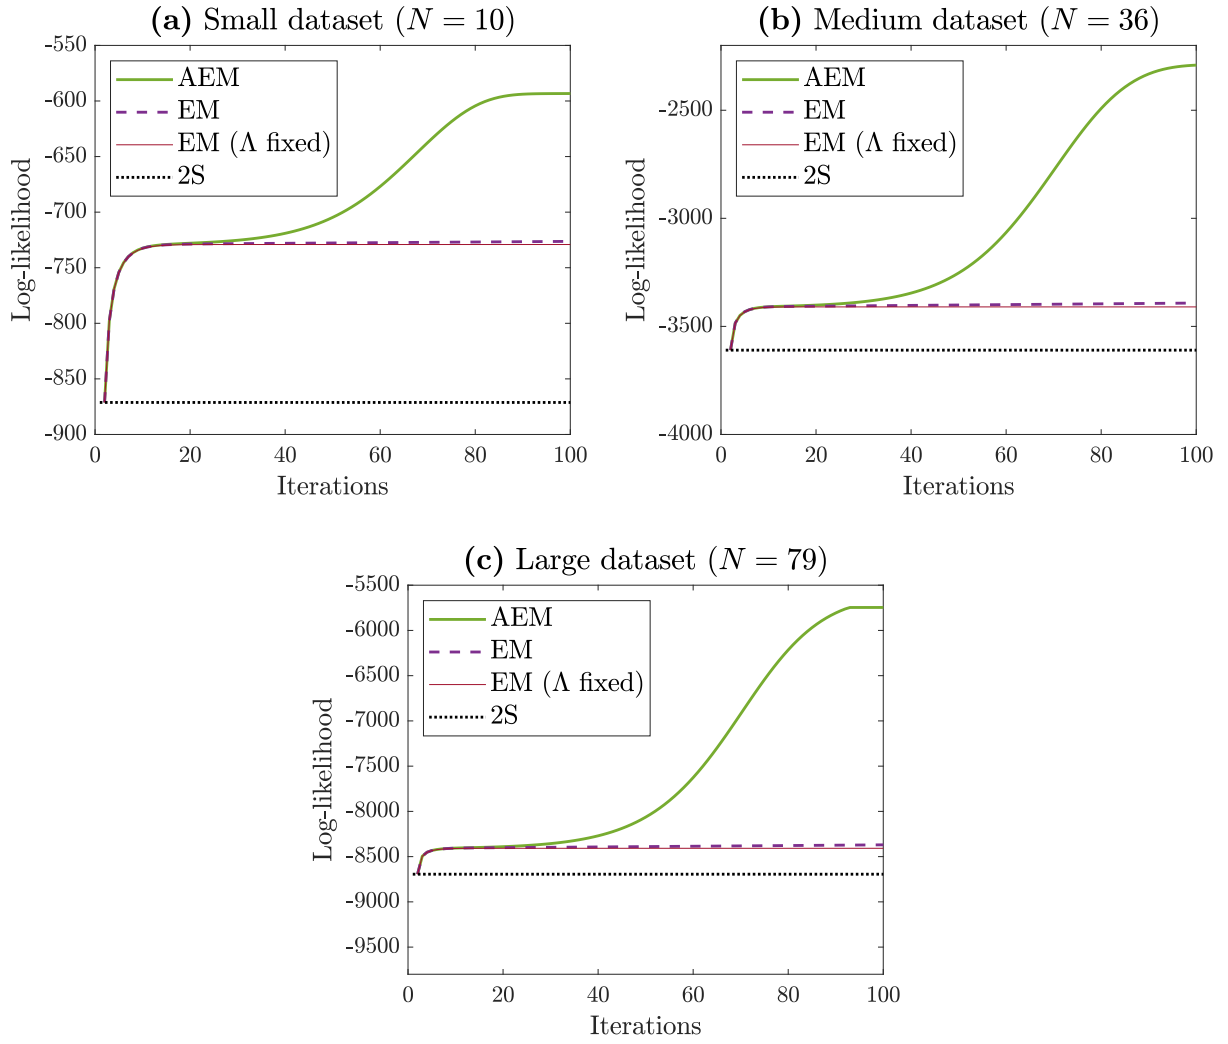 (a) Small dataset (N = 10)
-550
-600
-650
-700
-750
-800
-850
-900
Log-likelihood
AEM
EM
EM (Λ fixed)
2S
0 20 40 60 80 100
Iterations
(b) Medium dataset (N = 36)
-2500
-3000
-3500
-4000
Log-likelihood
AEM
EM
EM (Λ fixed)
2S
0 20 40 60 80 100
Iterations
(c) Large dataset (N = 79)
-5500
-6000
-6500
-7000
-7500
-8000
-8500
-9000
-9500
Log-likelihood
AEM
EM
EM (Λ fixed)
2S
0 20 40 60 80 100
Iterations